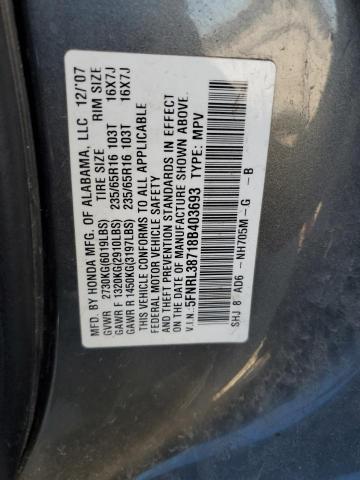 MFD. BY HONDA MFG. OF ALABAMA, LLC 12/'07
TIRE SIZE RIM SIZE
GVWR 2730KG(6019LBS)
GAWR F 1320KG(2910LBS) 235/65R16 103T 16X7J
GAWR R 1450KG(3197LBS) 235/65R16 103T 16X7J
THIS VEHICLE CONFORMS TO ALL APPLICABLE
FEDERAL MOTOR VEHICLE SAFETY
AND THEFT PREVENTION STANDARDS IN EFFECT
ON THE DATE OF MANUFACTURE SHOWN ABOVE.
V.I.N.: 5FNRL38718B403693 TYPE: MPV
SHJ 8 AD6 -NH705M-G -B